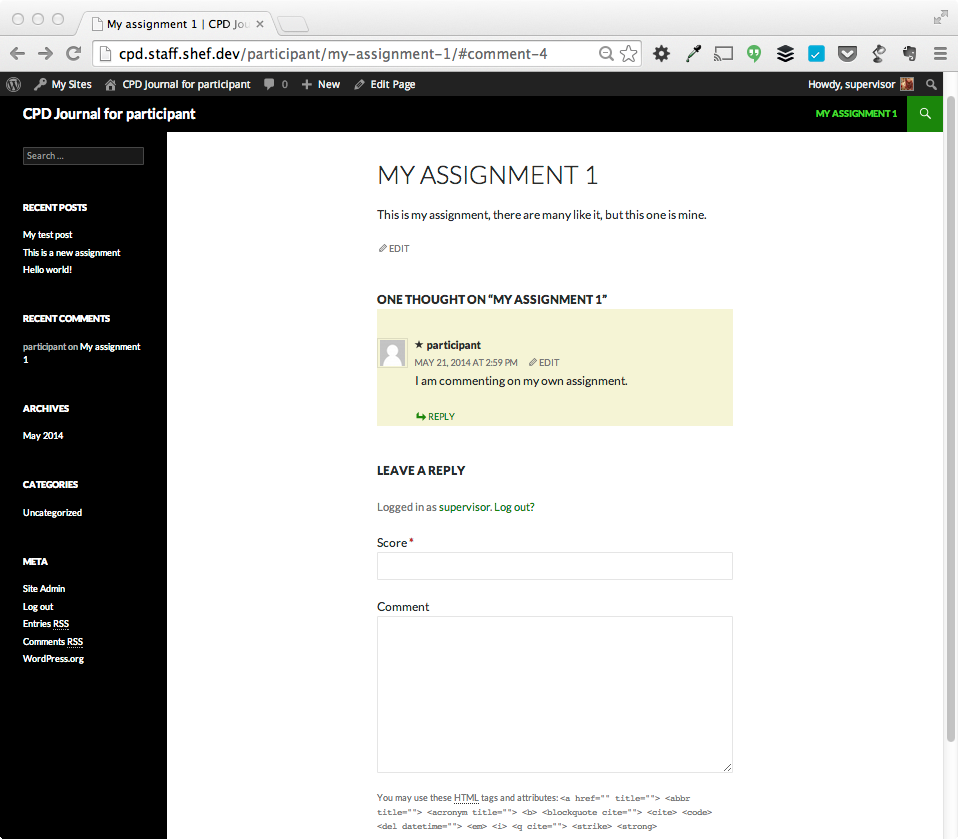 My assignment 1 | CPD Jou
cpd.staff.shef.dev/participant/my-assignment-1/#comment-4
My Sites CPD Journal for participant 0 New Edit Page Howdy, supervisor
CPD Journal for participant
MY ASSIGNMENT 1
Search ...
RECENT POSTS
My test post
This is a new assignment
Hello world!
RECENT COMMENTS
participant on My assignment
1
ARCHIVES
May 2014
CATEGORIES
Uncategorized
META
Site Admin
Log out
Entries RSS
Comments RSS
WordPress.org
MY ASSIGNMENT 1
This is my assignment, there are many like it, but this one is mine.
EDIT
ONE THOUGHT ON “MY ASSIGNMENT 1”
★ participant
MAY 21, 2014 AT 2:59 PM EDIT
I am commenting on my own assignment.
REPLY
LEAVE A REPLY
Logged in as supervisor. Log out?
Score *
Comment
You may use these HTML tags and attributes: <a href="" title=""> <abbr
title=""> <acronym title=""> <b> <blockquote cite=""> <cite> <code>
<del datetime=""> <em> <i> <q cite=""> <strike> <strong>